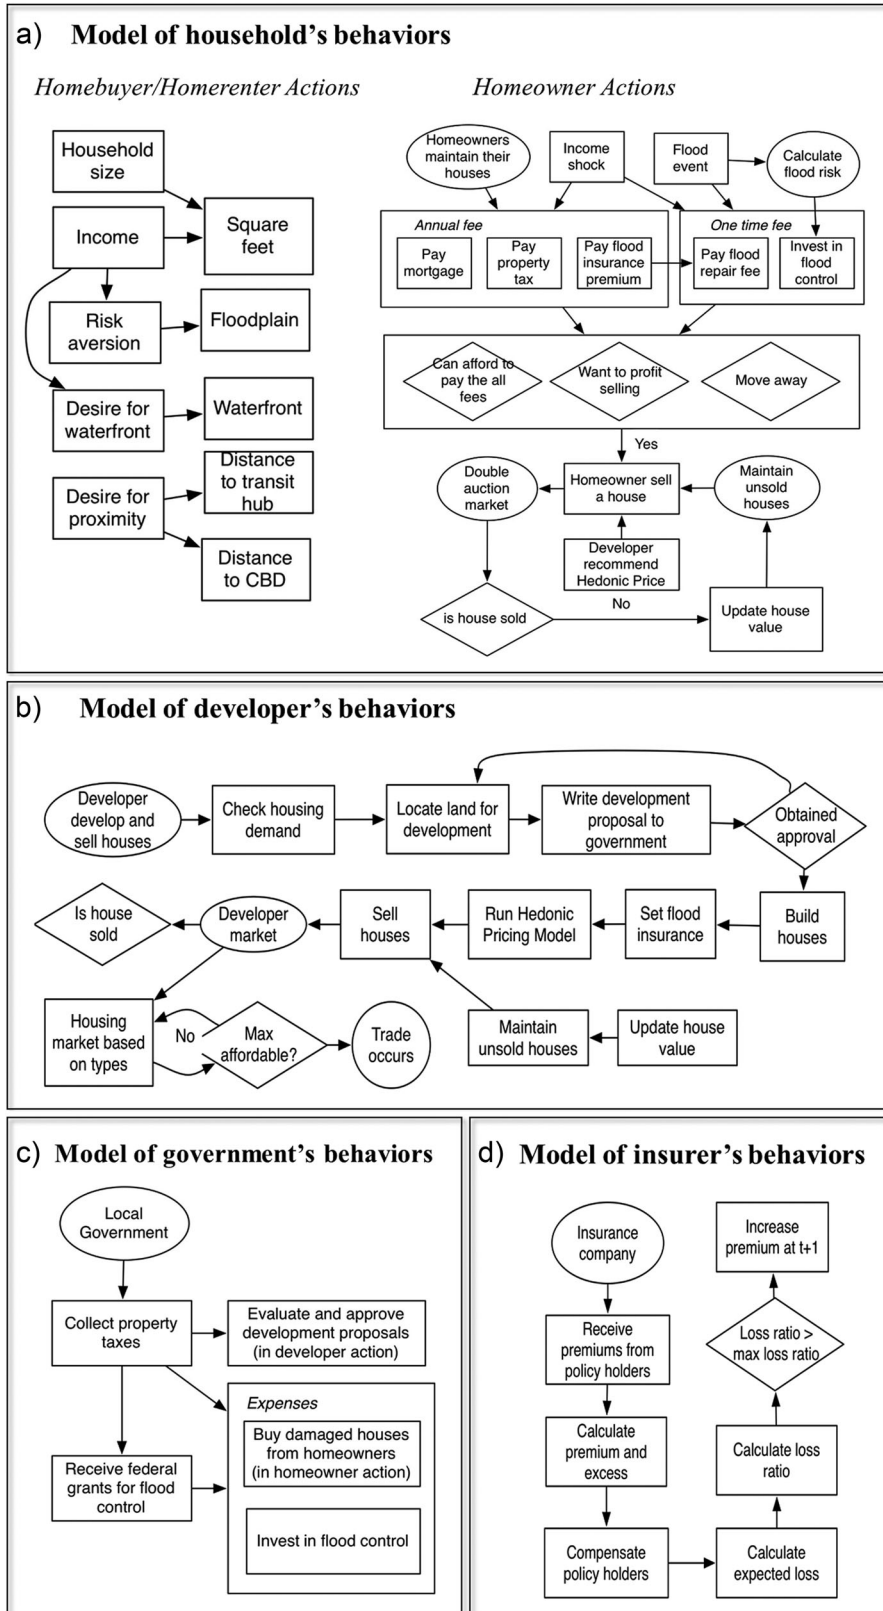 a) Model of household's behaviors
Homebuyer/Homerenter Actions
Household
size
Income
Square
feet
Risk
aversion
Floodplain
Desire for
waterfront
Waterfront
Desire for
proximity
Distance
to transit
hub
Distance
to CBD
Homeowner Actions
Homeowners
maintain their
houses
Income
shock
Flood
event
Calculate
flood risk
Annual fee
Pay
mortgage
Pay
property
tax
Pay flood
insurance
premium
One time fee
Pay flood
repair fee
Invest in
flood
control
Can afford to
pay the all
fees
Want to profit
selling
Move away
Yes
Double
auction
market
Homeowner sell
a house
Maintain
unsold
houses
Developer
recommend
Hedonic Price
is house sold
No
Update house
value
b) Model of developer's behaviors
Developer
develop and
sell houses
Check housing
demand
Locate land for
development
Write development
proposal to
government
Obtained
approval
Is house
sold
Developer
market
Sell
houses
Run Hedonic
Pricing Model
Set flood
insurance
Build
houses
Housing
market based
on types
No
Max
affordable?
Trade
occurs
Maintain
unsold houses
Update house
value
c) Model of government's behaviors
Local
Government
Collect property
taxes
Evaluate and approve
development proposals
(in developer action)
Expenses
Buy damaged houses
from homeowners
(in homeowner action)
Receive federal
grants for flood
control
Invest in flood control
d) Model of insurer's behaviors
Insurance
company
Receive
premiums from
policy holders
Calculate
premium and
excess
Compensate
policy holders
Increase
premium at t+1
Loss ratio >
max loss ratio
Calculate loss
ratio
Calculate
expected loss